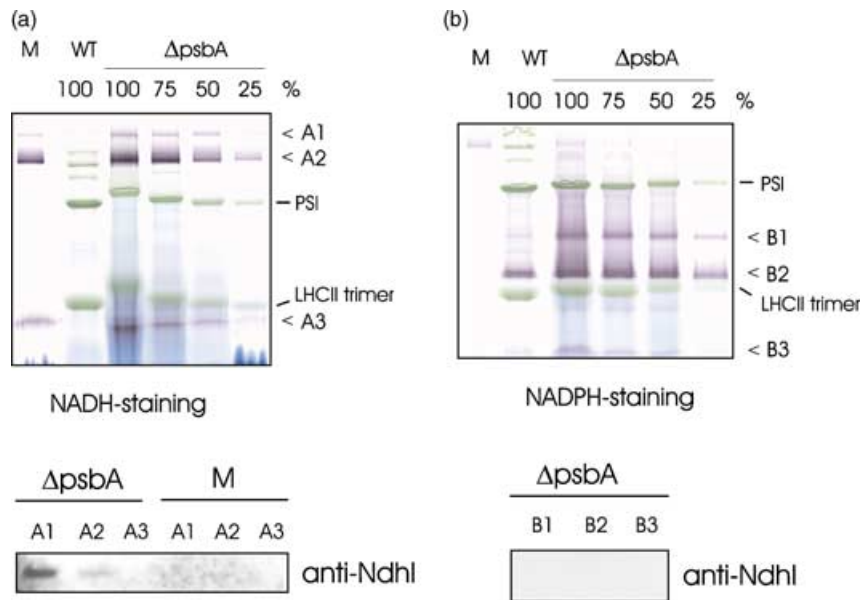 (a)
M WT ΔpsbA
100 100 75 50 25 %
< A1
< A2
PSI
LHCII trimer
< A3
NADH-staining
ΔpsbA M
A1 A2 A3 A1 A2 A3
anti-NdhI
(b)
M WT ΔpsbA
100 100 75 50 25 %
PSI
< B1
< B2
LHCII trimer
< B3
NADPH-staining
ΔpsbA
B1 B2 B3
anti-NdhI